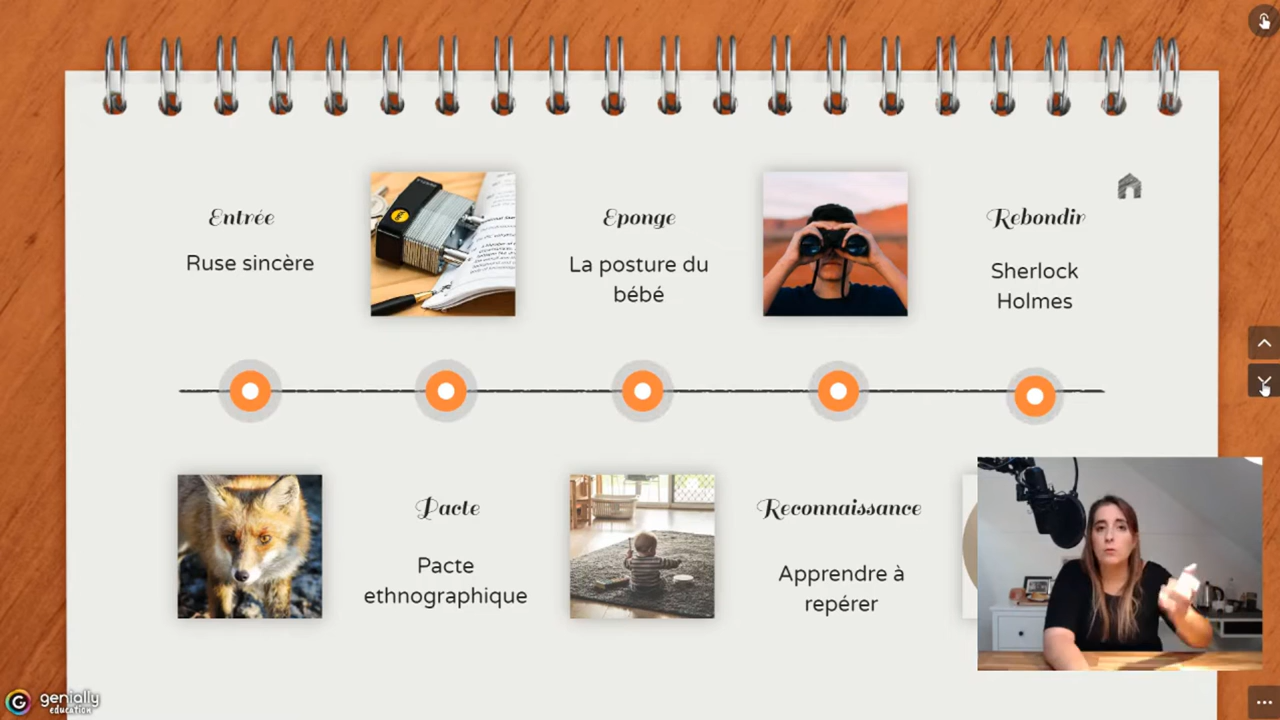 Entrée
Ruse sincère
Eponge
La posture du
bébé
Rebondir
Sherlock
Holmes
Pacte
Pacte
ethnographique
Reconnaissance
Apprendre à
repérer
genially
education